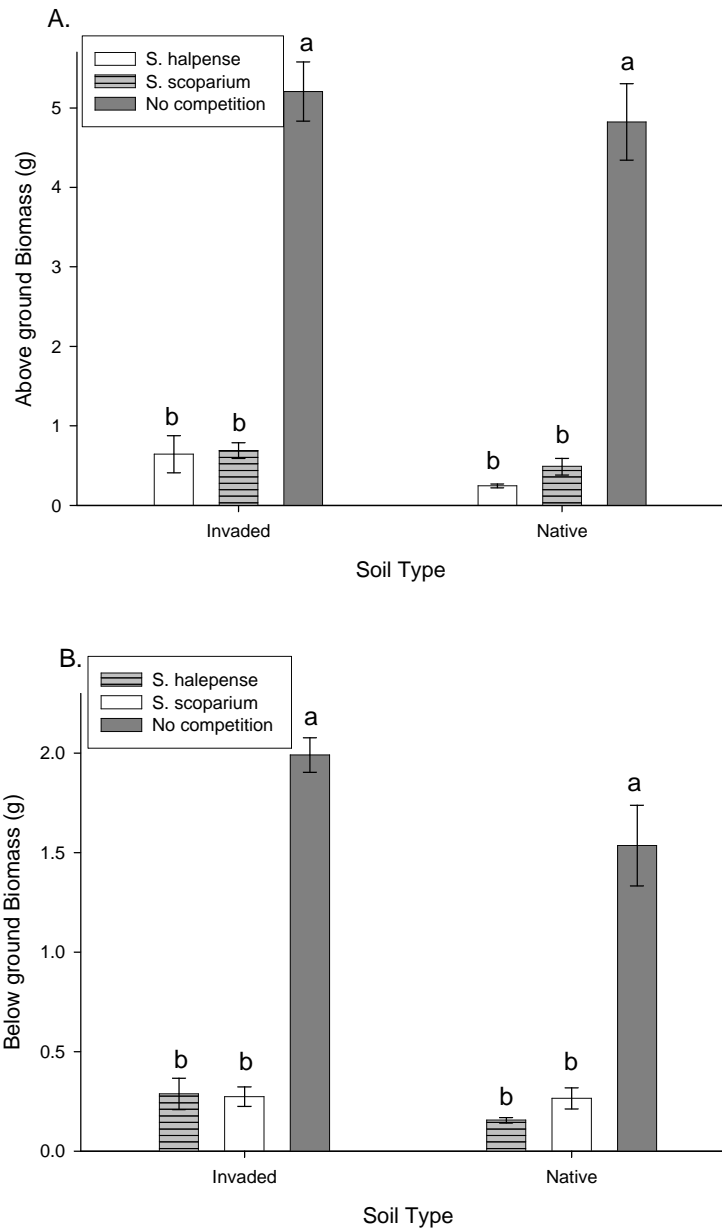 A.
S. halpense
S. scoparium
No competition
a
a
5
4
3
2
1
0
b
b
b
b
Above ground Biomass (g)
Invaded
Native
Soil Type
B.
S. halepense
S. scoparium
No competition
a
a
2.0
1.5
1.0
0.5
0.0
b
b
b
b
Below ground Biomass (g)
Invaded
Native
Soil Type